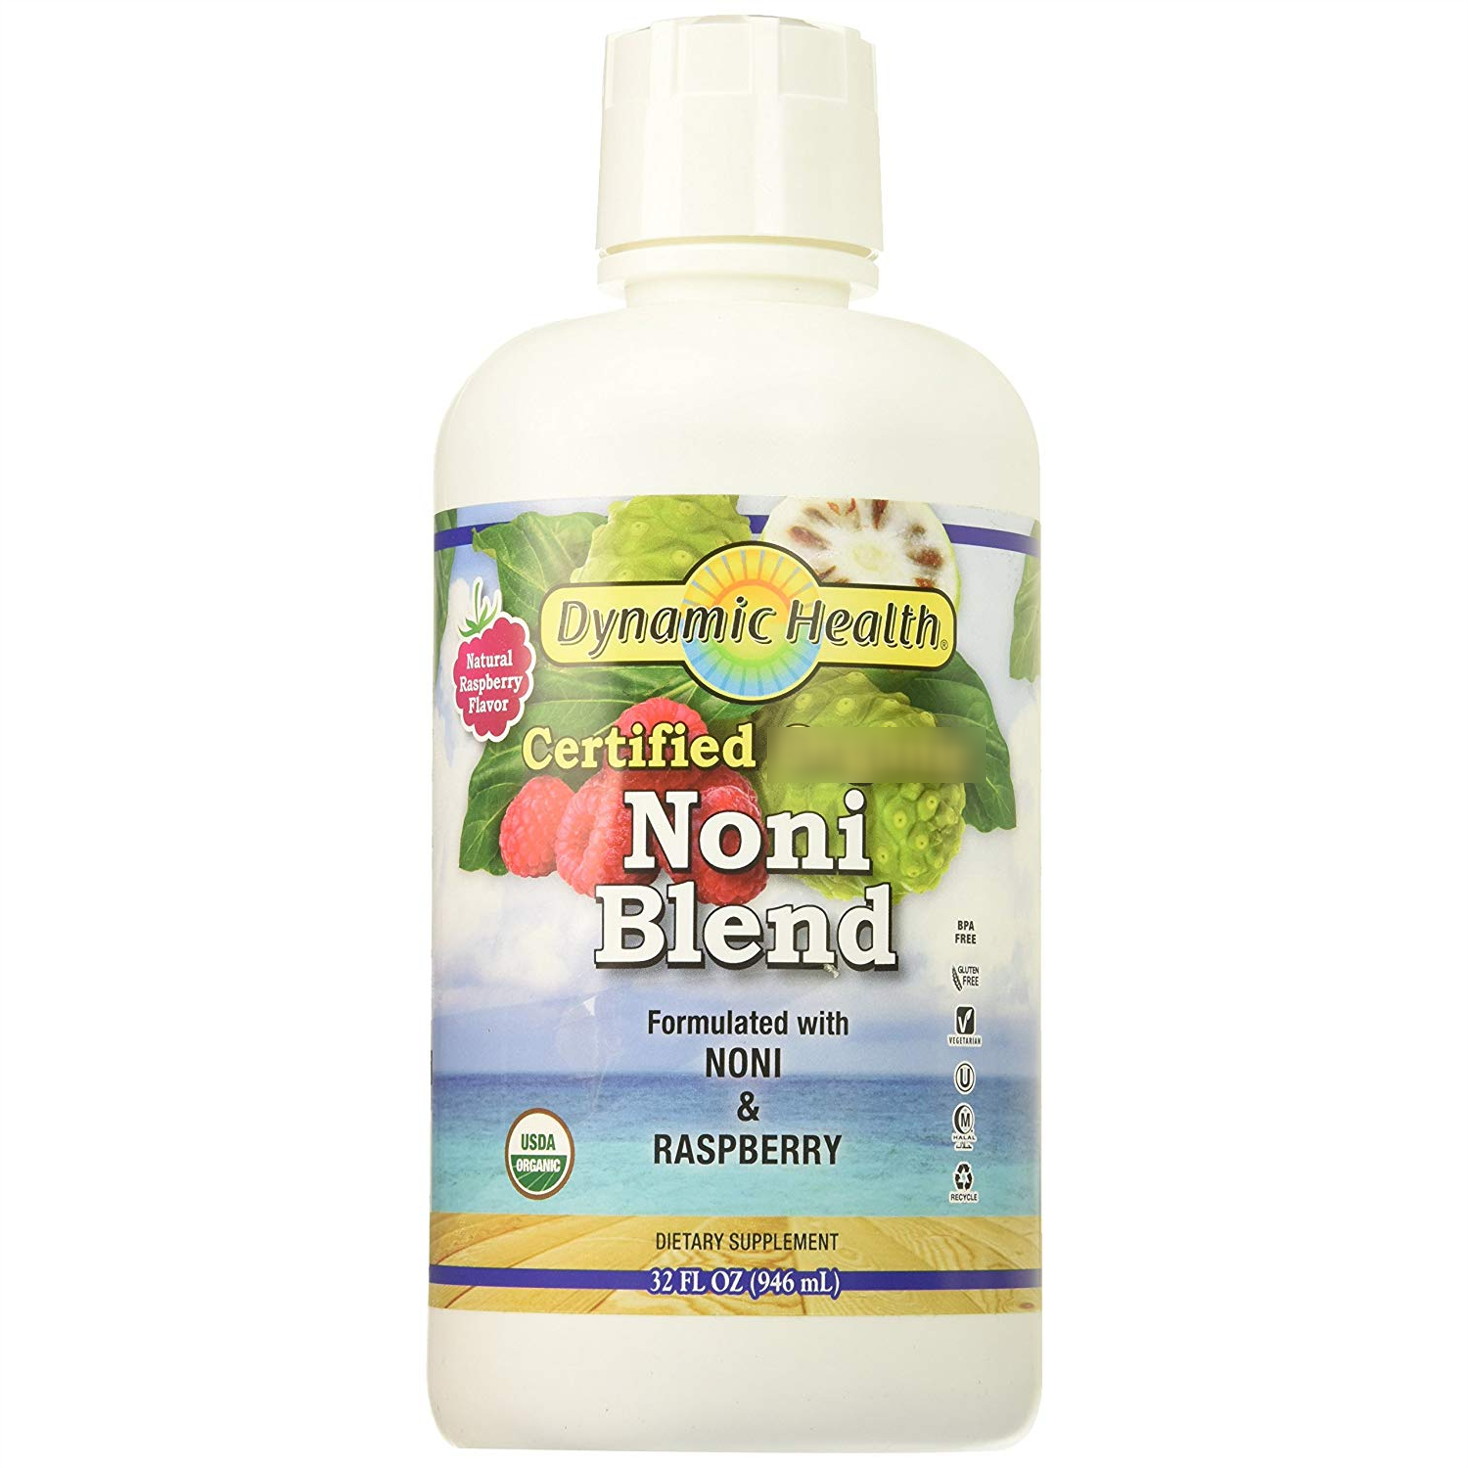 Dynamic Health®
Natural
Raspberry
Flavor
Certified
Noni
Blend
BPA
FREE
GLUTEN
FREE
Formulated with
NONI
&
RASPBERRY
V
VEGETARIAN
U
M
HALAL
حلال
RECYCLE
USDA
ORGANIC
DIETARY SUPPLEMENT
32 FL OZ (946 mL)